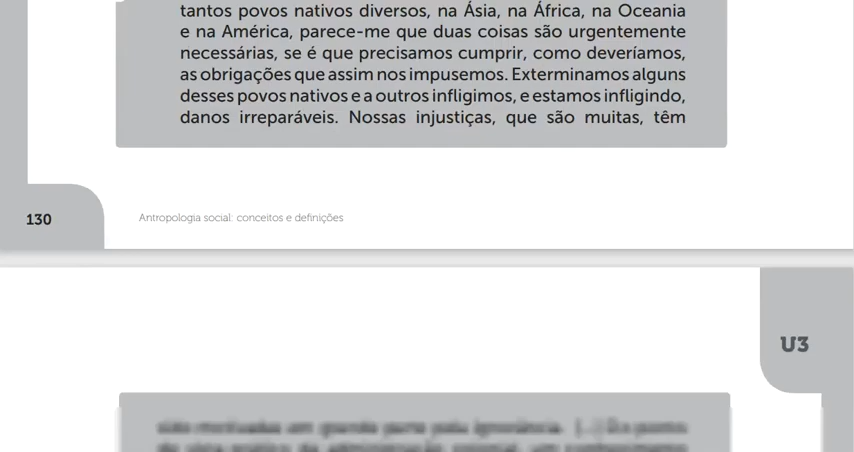 tantos povos nativos diversos, na Ásia, na África, na Oceania
e na América, parece-me que duas coisas são urgentemente
necessárias, se é que precisamos cumprir, como deveríamos,
as obrigações que assim nos impusemos. Exterminamos alguns
desses povos nativos e a outros infligimos, e estamos infligindo,
danos irreparáveis. Nossas injustiças, que são muitas, têm
130
Antropologia social: conceitos e definições
U3